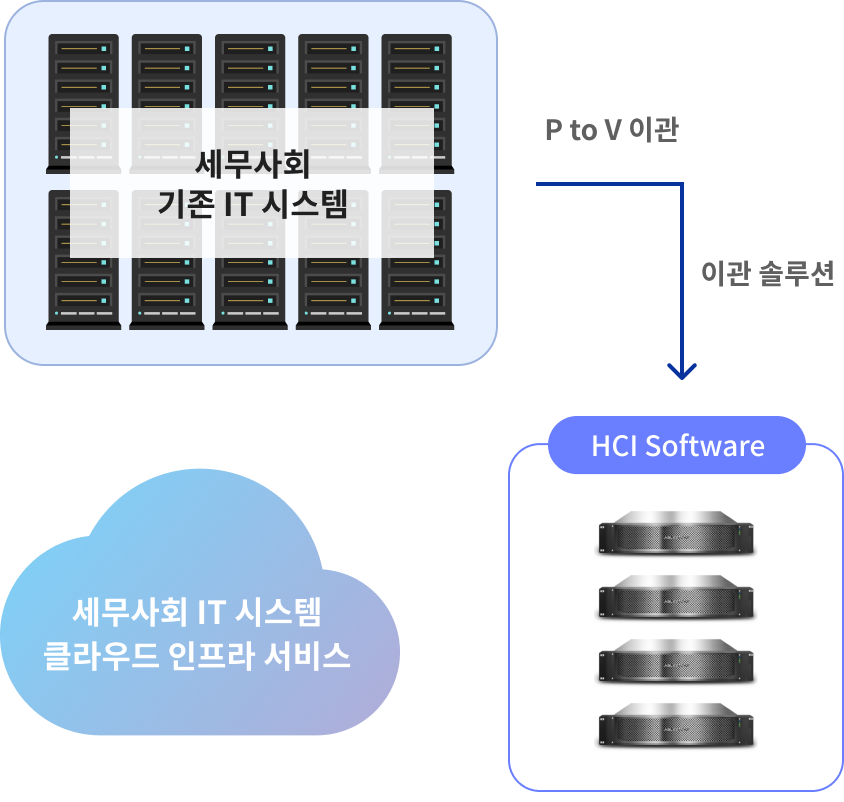 세무사회
기존 IT 시스템
P to V 이관
이관 솔루션
HCI Software
세무사회 IT 시스템
클라우드 인프라 서비스